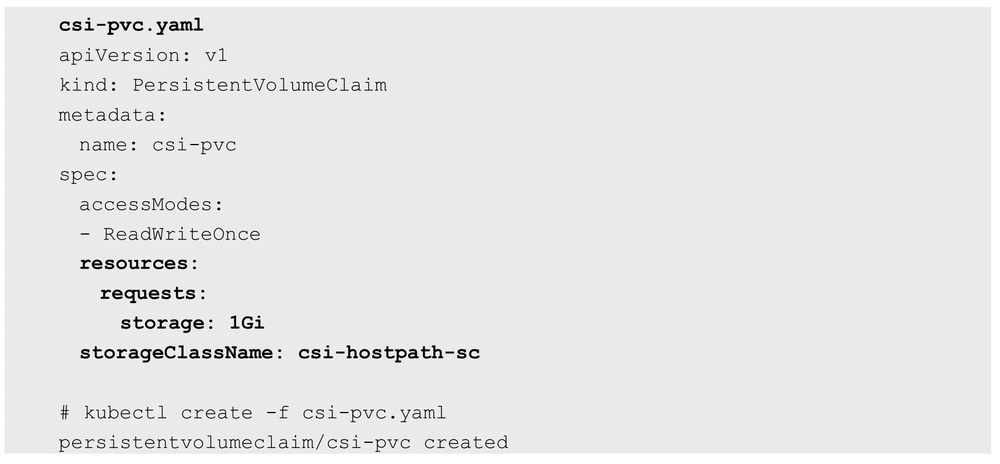 csi-pvc.yaml
apiVersion: v1
kind: PersistentVolumeClaim
metadata:
  name: csi-pvc
spec:
  accessModes:
  - ReadWriteOnce
  resources:
    requests:
      storage: 1Gi
  storageClassName: csi-hostpath-sc

# kubectl create -f csi-pvc.yaml
persistentvolumeclaim/csi-pvc created